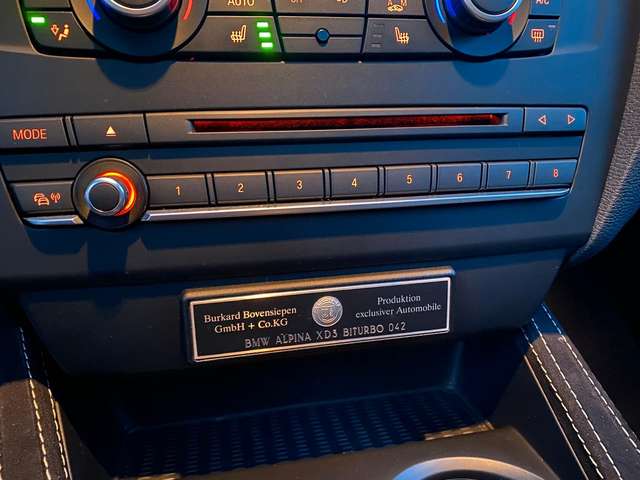 AUTO
A/C
MODE
1 2 3 4 5 6 7 8
Burkard Bovensiepen
GmbH + Co.KG
Produktion
exclusiver Automobile
BMW ALPINA XD3 BITURBO 042